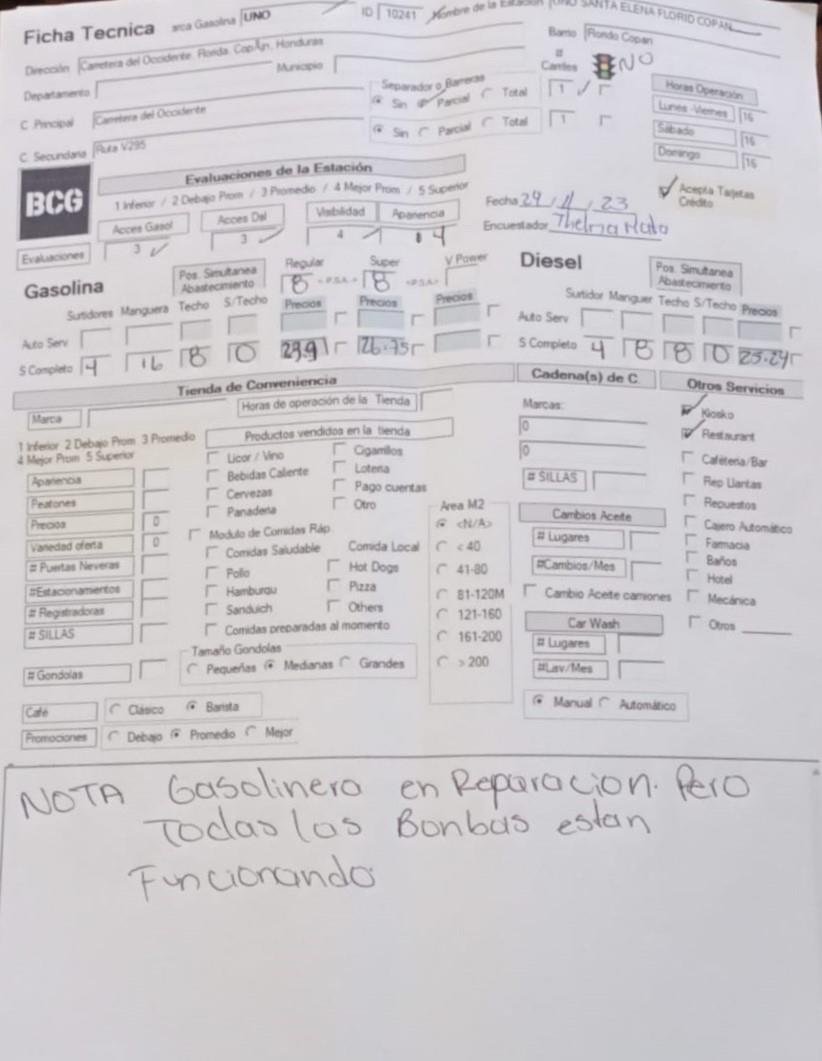 Ficha Tecnica arca Gasolina UNO ID 10241 Nombre de la Estación UNO SANTA ELENA FLORID COPAN
Dirección Carretera del Occidente. Florida. CopÃ¡n, Honduras Barrio Rondo Copan
Departamento Municipio # Carriles NO
C. Principal Carretera del Occidente Separador o Barreras Sin Parcial Total 1
C. Secundaria Ruta V295 Sin Parcial Total 1
Horas Operación
Lunes -Viernes 16
Sábado 16
Domingo 16
BCG Evaluaciones de la Estación
1 Inferior / 2 Debajo Prom / 3 Promedio / 4 Mejor Prom / 5 Superior
Acces Gasol Acces Dsl Visibilidad Apariencia
Evaluaciones 3 3 4 4
Fecha 24 / 11 / 23
Encuestador Thelma Mata
Acepta Tarjetas Crédito
Gasolina Pos. Simultanea Abastecimiento Regular 8 Super 8 V Power
Surtidores Manguera Techo S/Techo Precios Precios Precios
Auto Serv
S Completo 4 16 8 0 23.91 26.75
Diesel Pos. Simultanea Abastecimiento
Surtidor Manguer Techo S/Techo Precios
Auto Serv
S Completo 4 8 8 0 23.24
Tienda de Conveniencia
Marca Horas de operación de la Tienda
1 Inferior 2 Debajo Prom 3 Promedio
4 Mejor Prom 5 Superior
Apariencia
Peatones
Precios 0
Variedad oferta 0
# Puertas Neveras
#Estacionamientos
# Registradoras
# SILLAS
# Gondolas
Productos vendidos en la tienda
Licor / Vino Cigarrillos
Bebidas Caliente Loteria
Cervezas Pago cuentas
Panaderia Otro
Modulo de Comidas Ráp.
Comidas Saludable Comida Local
Pollo Hot Dogs
Hamburgu Pizza
Sanduich Others
Comidas preparadas al momento
Tamaño Gondolas
Pequeñas Medianas Grandes
Area M2
<N/A>
< 40
41-80
81-120M
121-160
161-200
> 200
Café Clásico Barista
Promociones Debajo Promedio Mejor
Cadena(s) de C.
Marcas:
0
0
# SILLAS
Cambios Aceite
# Lugares
#Cambios/Mes
Cambio Aceite camiones
Car Wash
# Lugares
#Lav/Mes
Manual Automático
Otros Servicios
Kiosko
Restaurant
Cafeteria/Bar
Rep Llantas
Repuestos
Cajero Automático
Farmacia
Baños
Hotel
Mecánica
Otros
NOTA Gasolinera en Reparacion. Pero
Todas las Bonbas estan
Funcionando